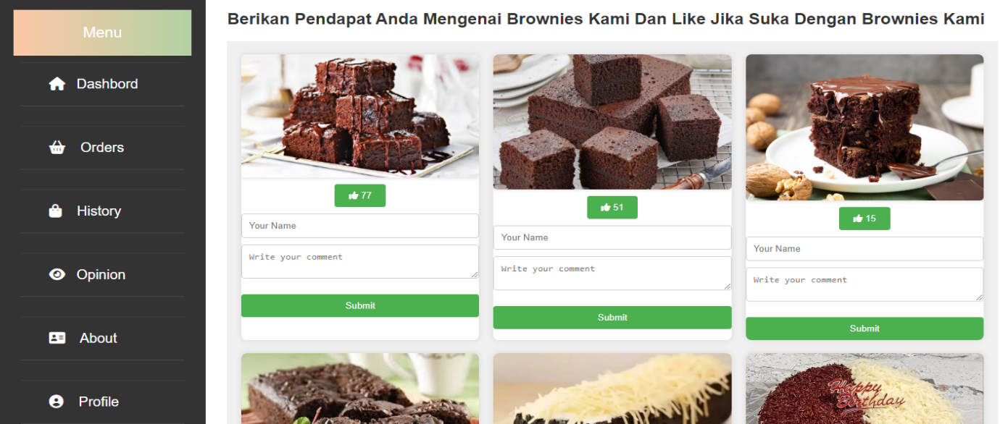 Menu
Dashbord
Orders
History
Opinion
About
Profile
Berikan Pendapat Anda Mengenai Brownies Kami Dan Like Jika Suka Dengan Brownies Kami
77
Your Name
Write your comment
Submit
51
Your Name
Write your comment
Submit
15
Your Name
Write your comment
Submit
Happy
Birthday